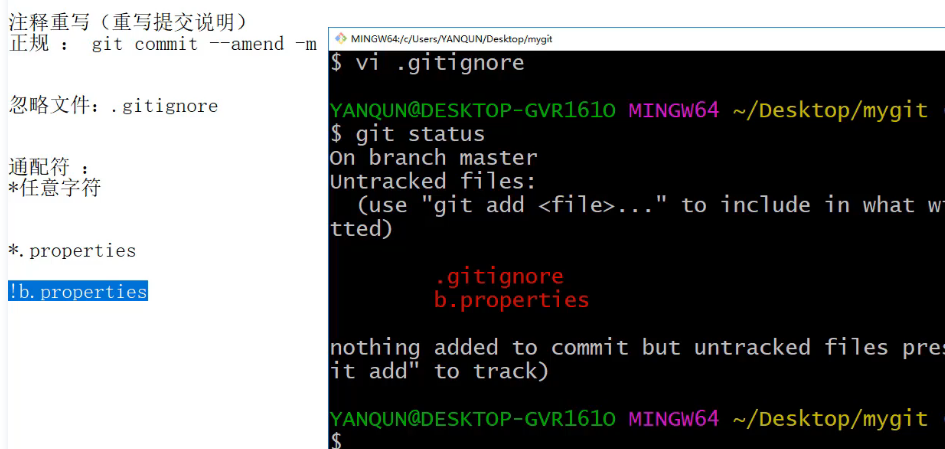 注释重写（重写提交说明）
正规 ： git commit --amend -m
忽略文件：.gitignore
通配符 ：
*任意字符
*.properties
!b.properties
MINGW64:/c/Users/YANQUN/Desktop/mygit
$ vi .gitignore
YANQUN@DESKTOP-GVR161O MINGW64 ~/Desktop/mygit
$ git status
On branch master
Untracked files:
(use "git add <file>..." to include in what wi
tted)
.gitignore
b.properties
nothing added to commit but untracked files pres
it add" to track)
YANQUN@DESKTOP-GVR161O MINGW64 ~/Desktop/mygit
$